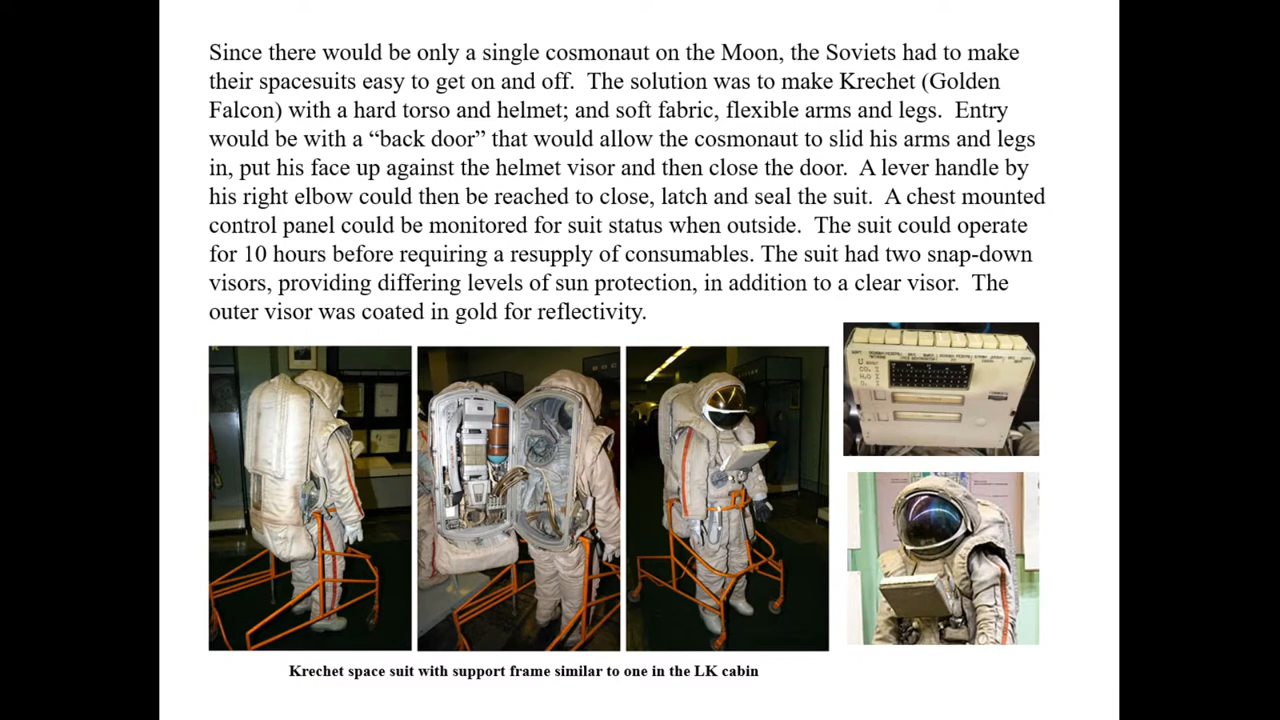 Since there would be only a single cosmonaut on the Moon, the Soviets had to make
their spacesuits easy to get on and off.  The solution was to make Krechet (Golden
Falcon) with a hard torso and helmet; and soft fabric, flexible arms and legs.  Entry
would be with a “back door” that would allow the cosmonaut to slid his arms and legs
in, put his face up against the helmet visor and then close the door.  A lever handle by
his right elbow could then be reached to close, latch and seal the suit.  A chest mounted
control panel could be monitored for suit status when outside.  The suit could operate
for 10 hours before requiring a resupply of consumables. The suit had two snap-down
visors, providing differing levels of sun protection, in addition to a clear visor.  The
outer visor was coated in gold for reflectivity.
CO₂
H₂O
O₂
Krechet space suit with support frame similar to one in the LK cabin